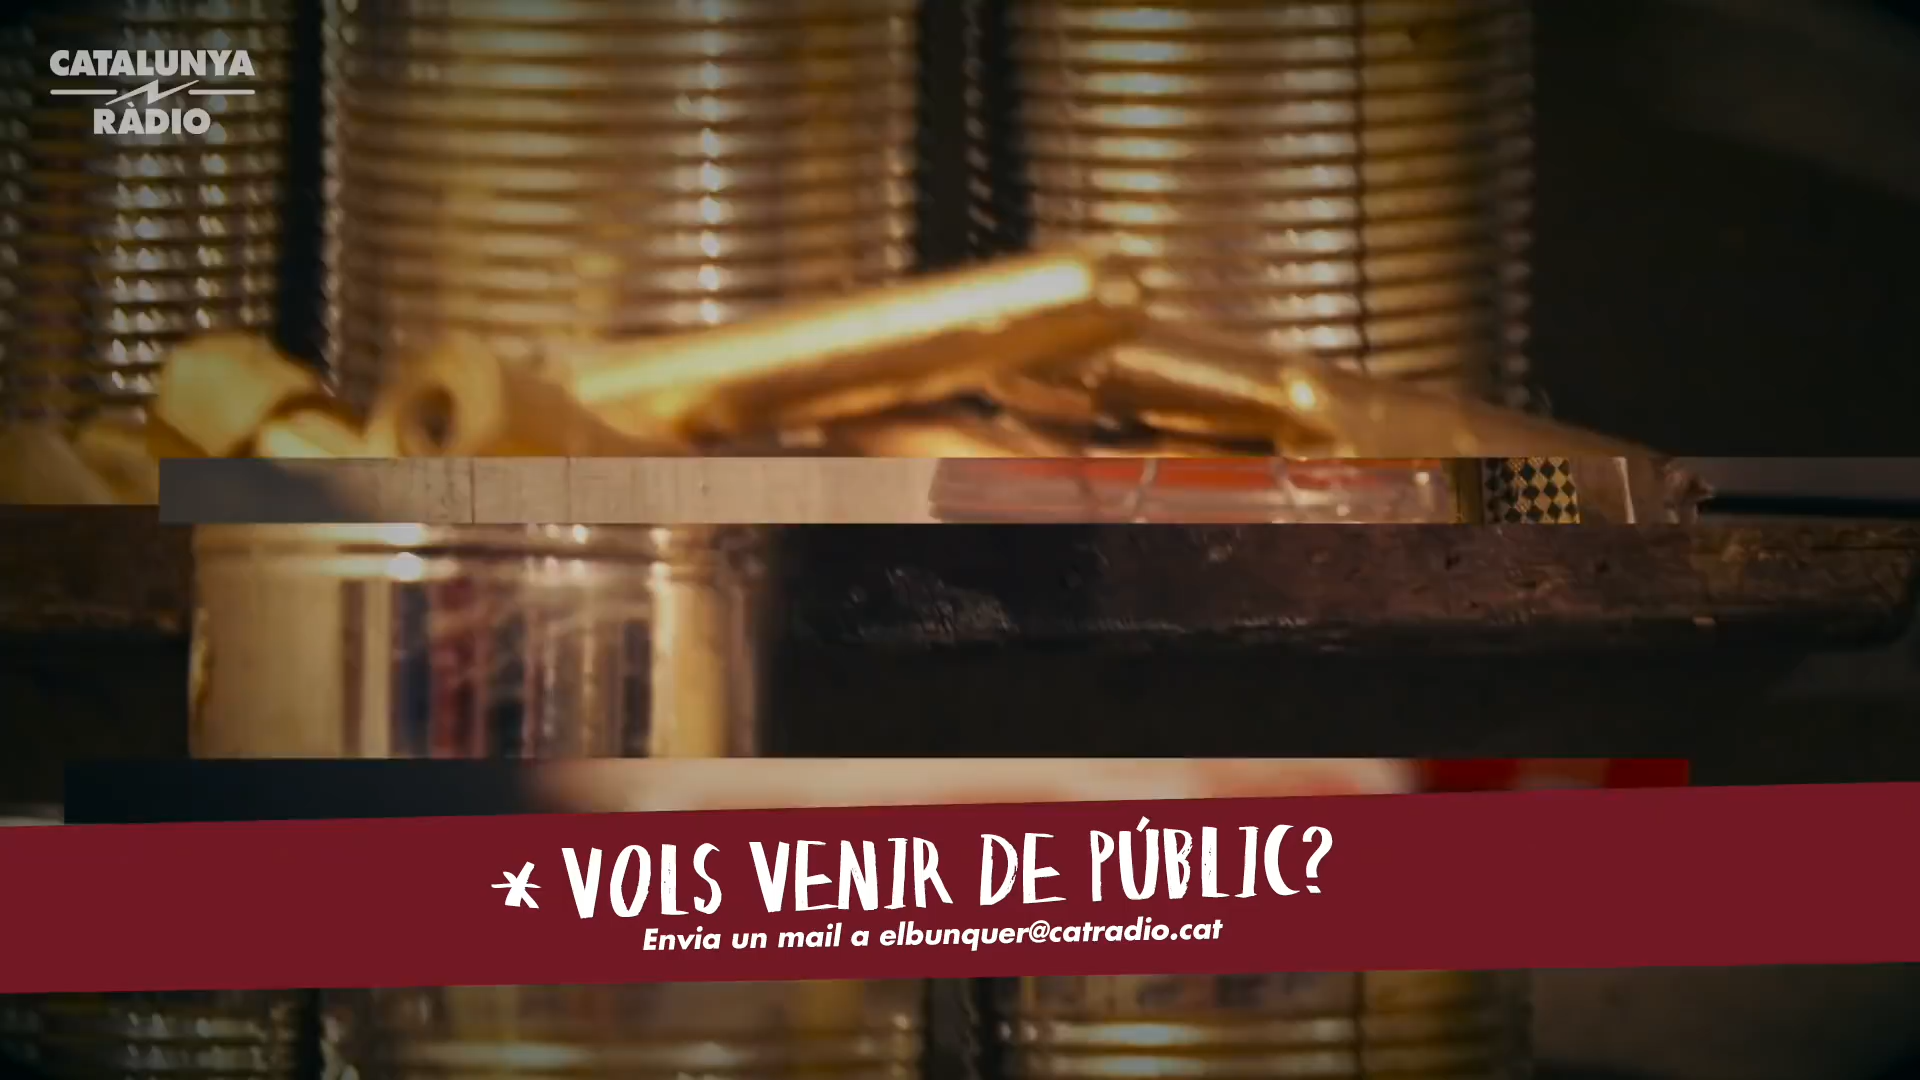 CATALUNYA
RÀDIO
* VOLS VENIR DE PÚBLIC?
Envia un mail a elbunquer@catradio.cat